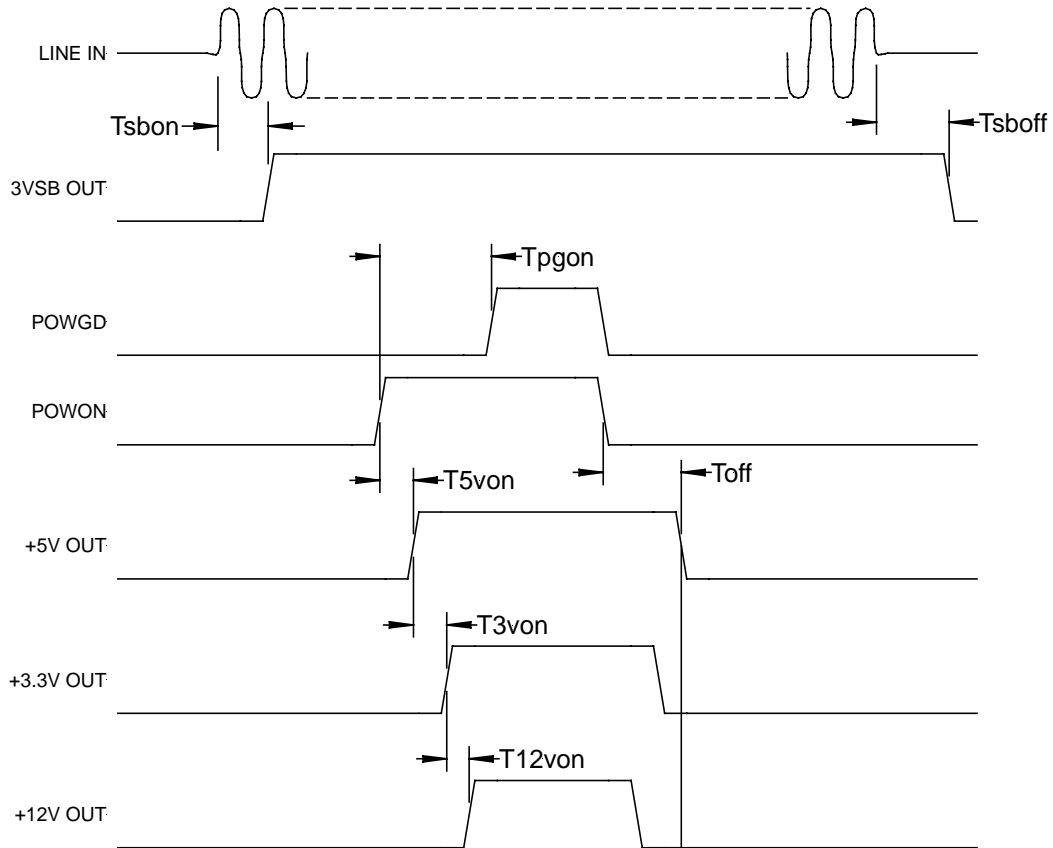 LINE IN
Tsbon
Tsboff
3VSB OUT
Tpgon
POWGD
POWON
T5von
Toff
+5V OUT
T3von
+3.3V OUT
T12von
+12V OUT